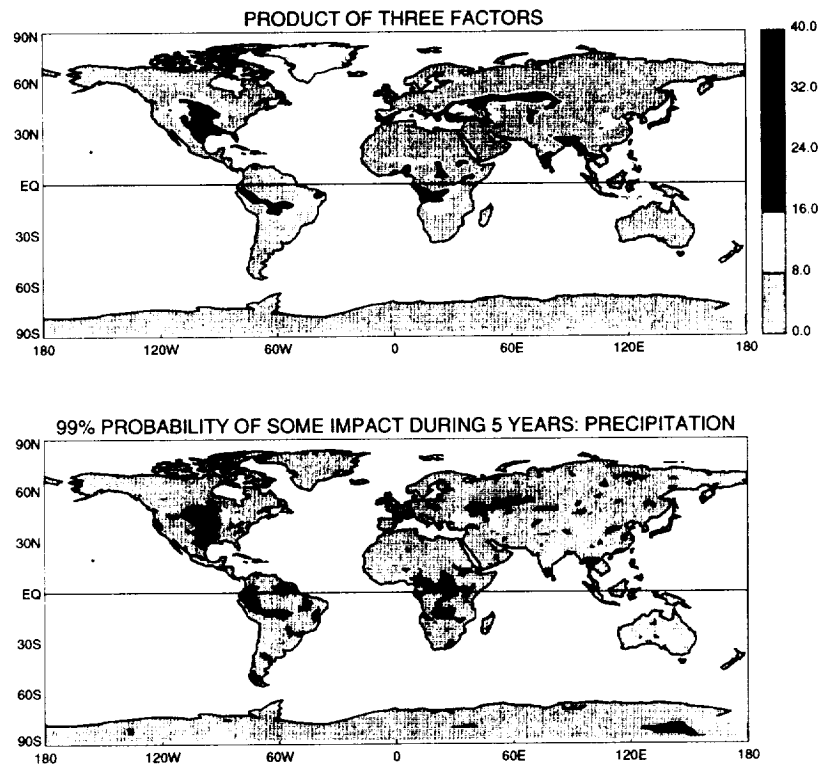 PRODUCT OF THREE FACTORS
90N
60N
30N
EQ
30S
60S
90S
180 120W 60W 0 60E 120E 180
40.0
32.0
24.0
16.0
8.0
0.0
99% PROBABILITY OF SOME IMPACT DURING 5 YEARS: PRECIPITATION
90N
60N
30N
EQ
30S
60S
90S
180 120W 60W 0 60E 120E 180